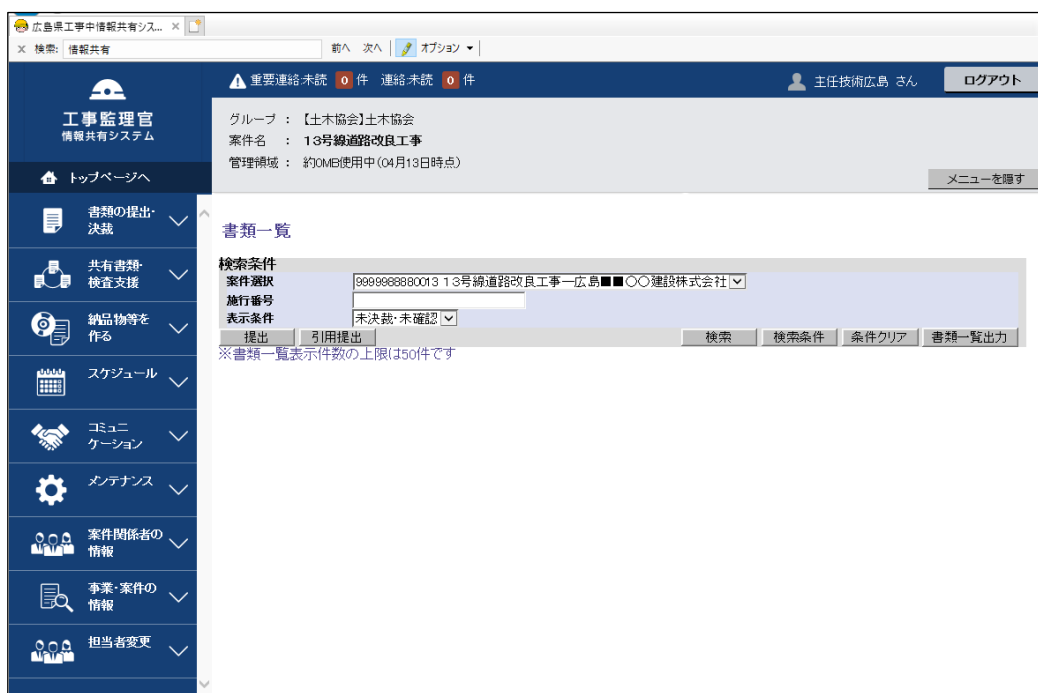 広島県工事中情報共有シス...
検索: 情報共有 前へ 次へ オプション
重要連絡:未読 0 件 連絡:未読 0 件 主任技術広島 さん ログアウト
工事監理官
情報共有システム
トップページへ
グループ : 【土木協会】土木協会
案件名 : 13号線道路改良工事
管理領域 : 約0MB使用中(04月13日時点)
メニューを隠す
書類の提出・
決裁
共有書類・
検査支援
納品物等を
作る
スケジュール
コミュニ
ケーション
メンテナンス
案件関係者の
情報
事業・案件の
情報
担当者変更
書類一覧
検索条件
案件選択 9999988880013 13号線道路改良工事―広島■■○○建設株式会社
施行番号
表示条件 未決裁・未確認
提出 引用提出 検索 検索条件 条件クリア 書類一覧出力
※書類一覧表示件数の上限は50件です